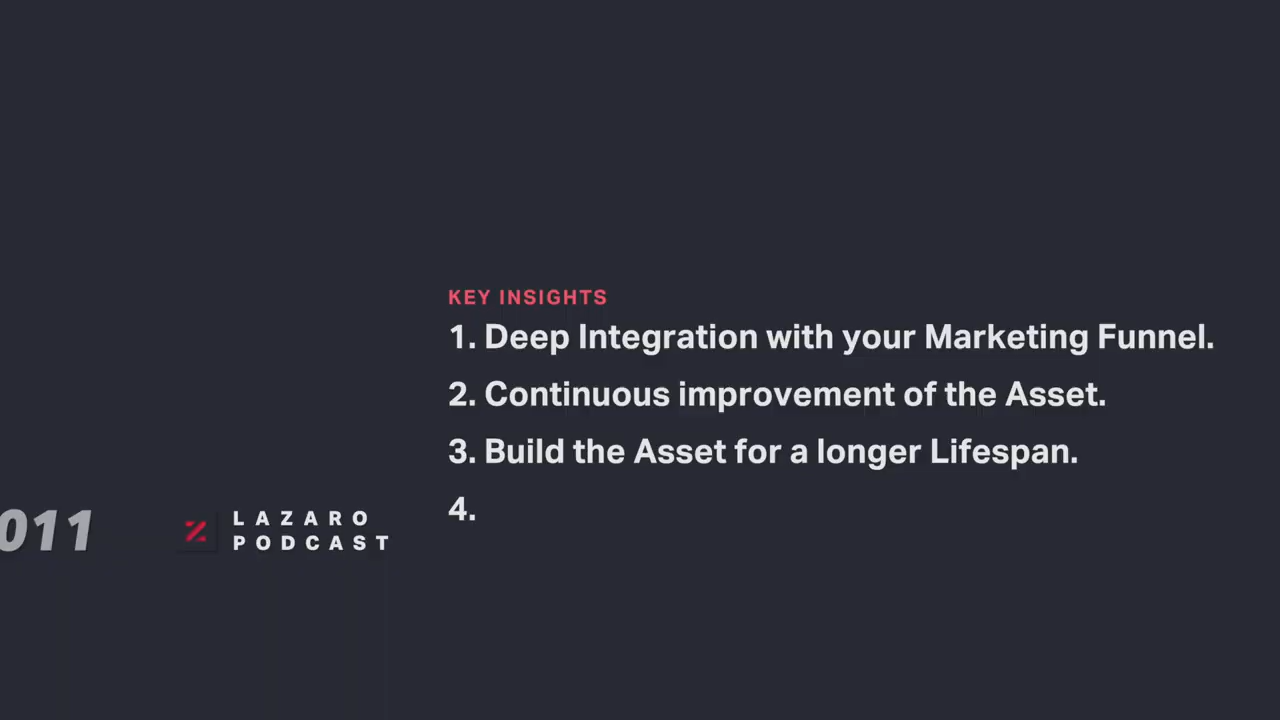 KEY INSIGHTS
1. Deep Integration with your Marketing Funnel.
2. Continuous improvement of the Asset.
3. Build the Asset for a longer Lifespan.
4.
011
LAZARO
PODCAST